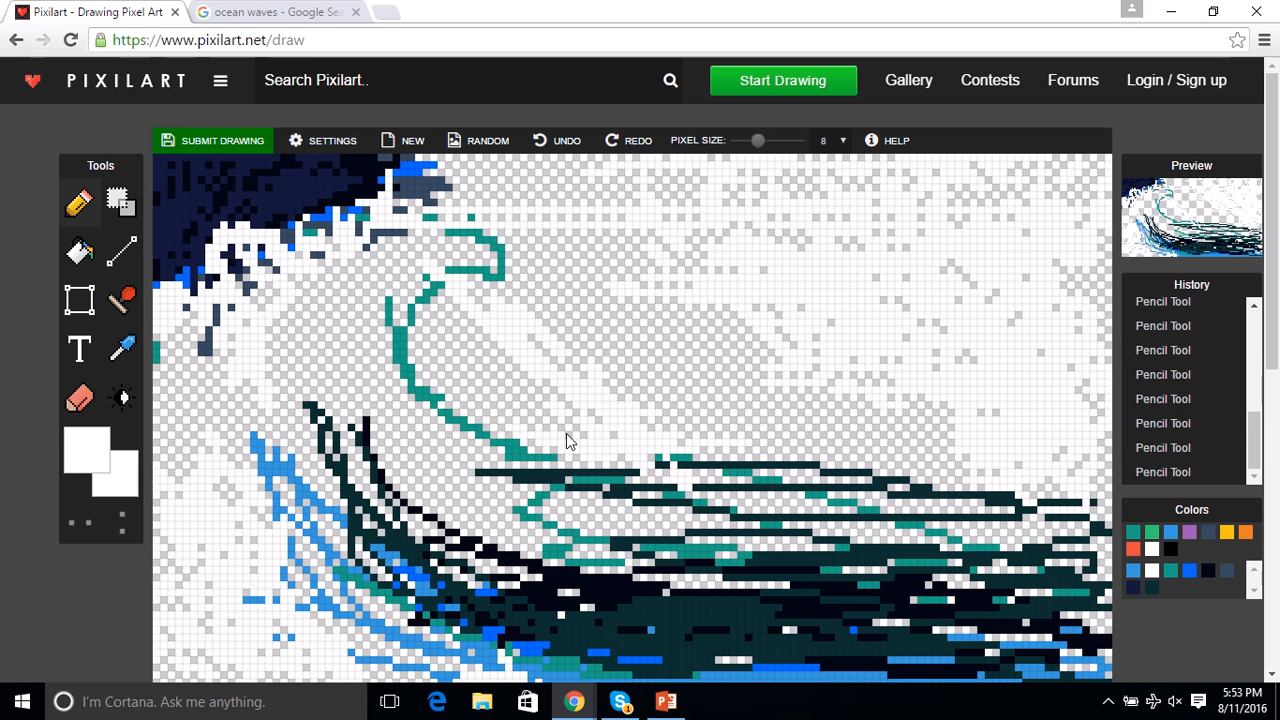 Pixilart - Drawing Pixel Art
ocean waves - Google Sea
https://www.pixilart.net/draw
PIXILART
Search Pixilart..
Start Drawing
Gallery
Contests
Forums
Login / Sign up
SUBMIT DRAWING
SETTINGS
NEW
RANDOM
UNDO
REDO
PIXEL SIZE:
8
HELP
Tools
T
Preview
History
Pencil Tool
Pencil Tool
Pencil Tool
Pencil Tool
Pencil Tool
Pencil Tool
Pencil Tool
Pencil Tool
Colors
I'm Cortana. Ask me anything.
5:53 PM
8/11/2016